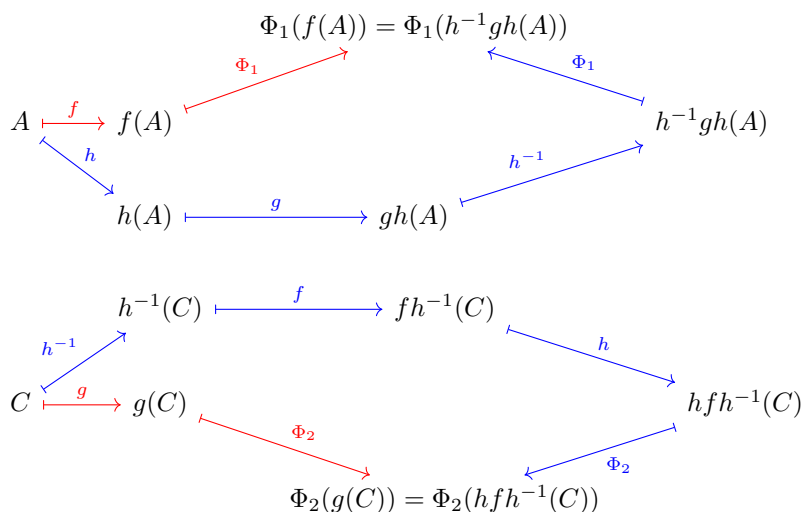 Φ₁(f(A)) = Φ₁(h⁻¹gh(A))
Φ₁ Φ₁
A f f(A) h⁻¹gh(A)
h h⁻¹
h(A) g gh(A)
h⁻¹(C) f fh⁻¹(C)
h⁻¹ h
C g g(C) hfh⁻¹(C)
Φ₂ Φ₂
Φ₂(g(C)) = Φ₂(hfh⁻¹(C))